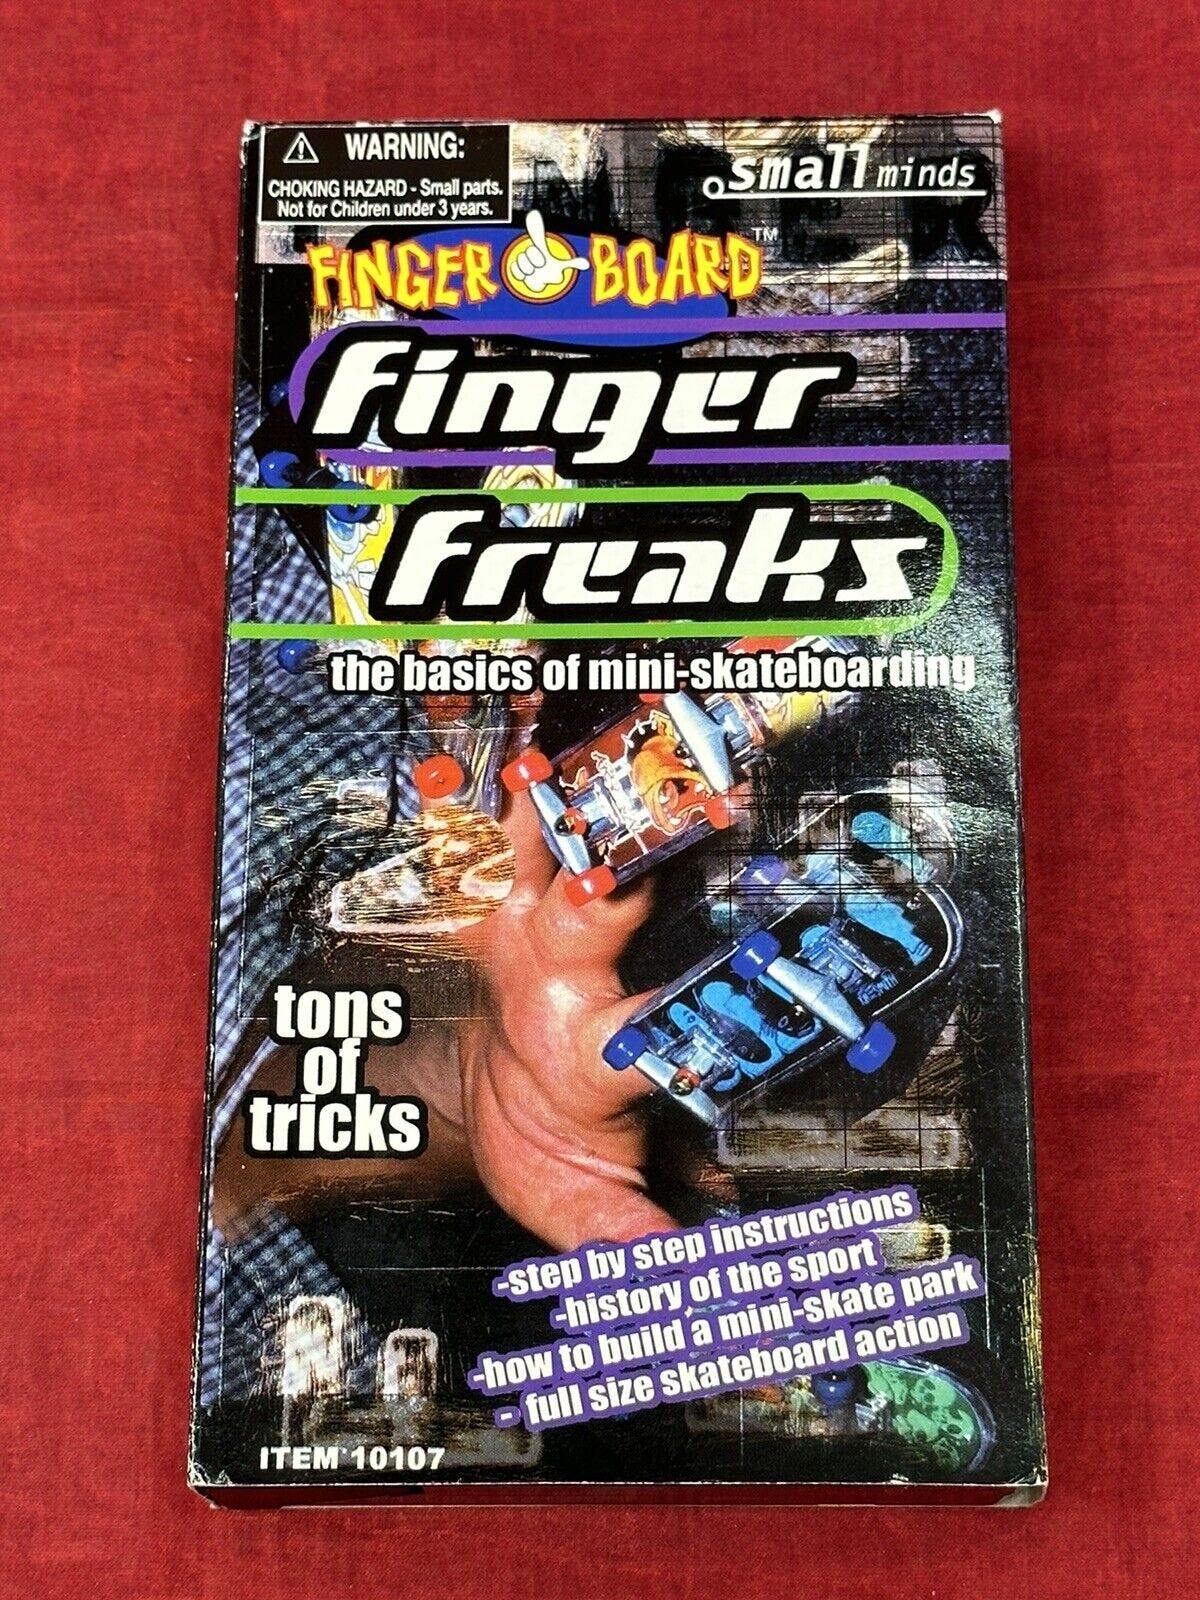 WARNING:
CHOKING HAZARD - Small parts.
Not for Children under 3 years.
small minds
FINGER BOARD™
finger
freaks
the basics of mini-skateboarding
tons
of
tricks
-step by step instructions
-history of the sport
-how to build a mini-skate park
- full size skateboard action
ITEM 10107